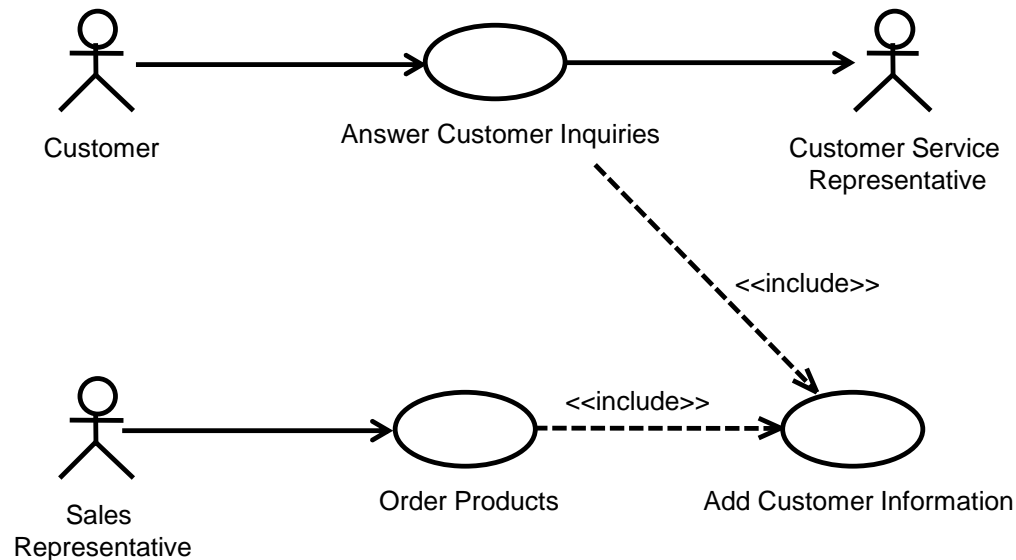 Customer
Answer Customer Inquiries
Customer Service
Representative
<<include>>
<<include>>
Sales
Representative
Order Products
Add Customer Information